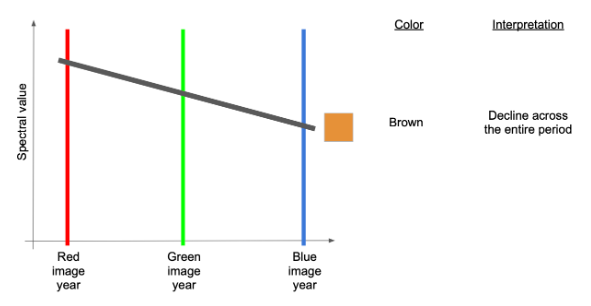 Color
Interpretation
Spectral value
Brown
Decline across
the entire period
Red
image
year
Green
image
year
Blue
image
year